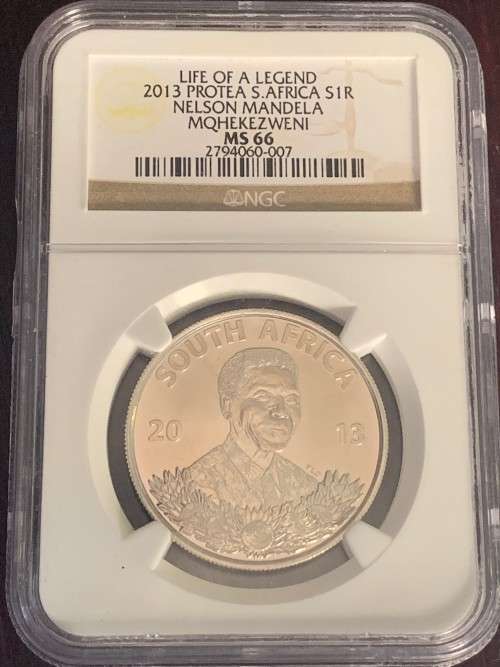 LIFE OF A LEGEND
2013 PROTEA S.AFRICA S1R
NELSON MANDELA
MQHEKEZWENI
MS 66
2794060-007
NGC
SOUTH AFRICA
20 13